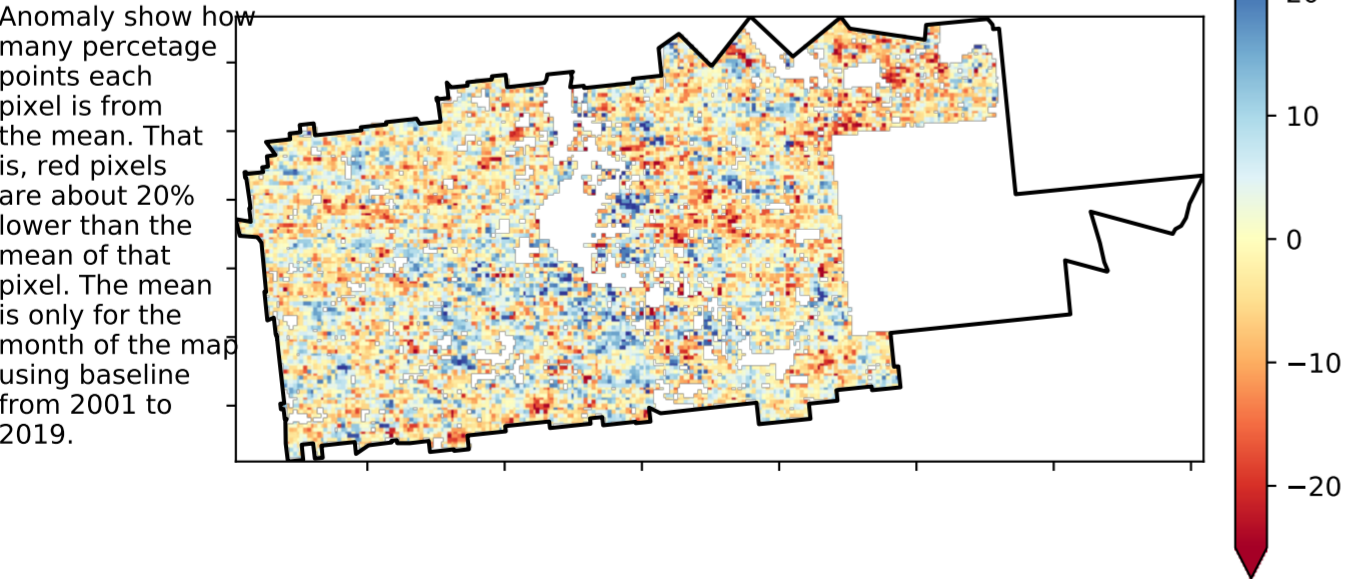 Anomaly show how
many percetage
points each
pixel is from
the mean. That
is, red pixels
are about 20%
lower than the
mean of that
pixel. The mean
is only for the
month of the map
using baseline
from 2001 to
2019.
10
0
−10
−20